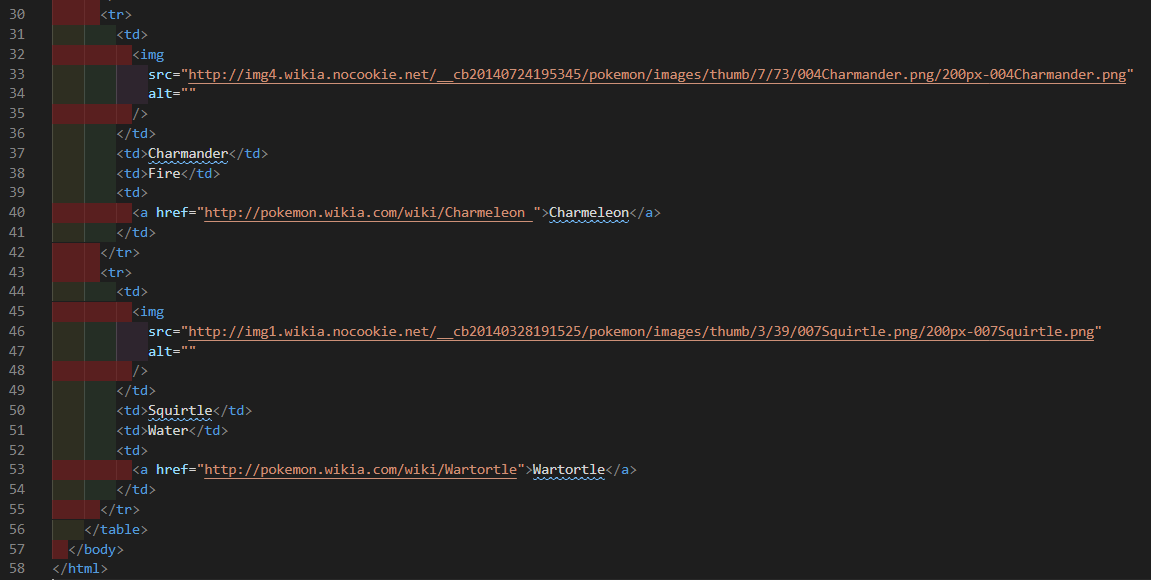 30 <tr>
31 <td>
32 <img
33 src="http://img4.wikia.nocookie.net/__cb20140724195345/pokemon/images/thumb/7/73/004Charmander.png/200px-004Charmander.png"
34 alt=""
35 />
36 </td>
37 <td>Charmander</td>
38 <td>Fire</td>
39 <td>
40 <a href="http://pokemon.wikia.com/wiki/Charmeleon ">Charmeleon</a>
41 </td>
42 </tr>
43 <tr>
44 <td>
45 <img
46 src="http://img1.wikia.nocookie.net/__cb20140328191525/pokemon/images/thumb/3/39/007Squirtle.png/200px-007Squirtle.png"
47 alt=""
48 />
49 </td>
50 <td>Squirtle</td>
51 <td>Water</td>
52 <td>
53 <a href="http://pokemon.wikia.com/wiki/Wartortle">Wartortle</a>
54 </td>
55 </tr>
56 </table>
57 </body>
58 </html>